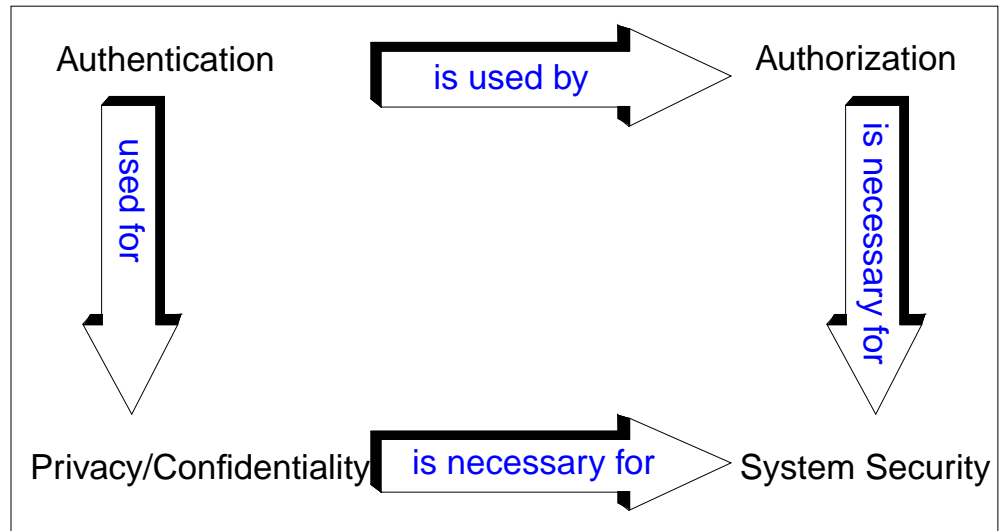 Authentication
is used by
Authorization
used for
is necessary for
Privacy/Confidentiality
is necessary for
System Security